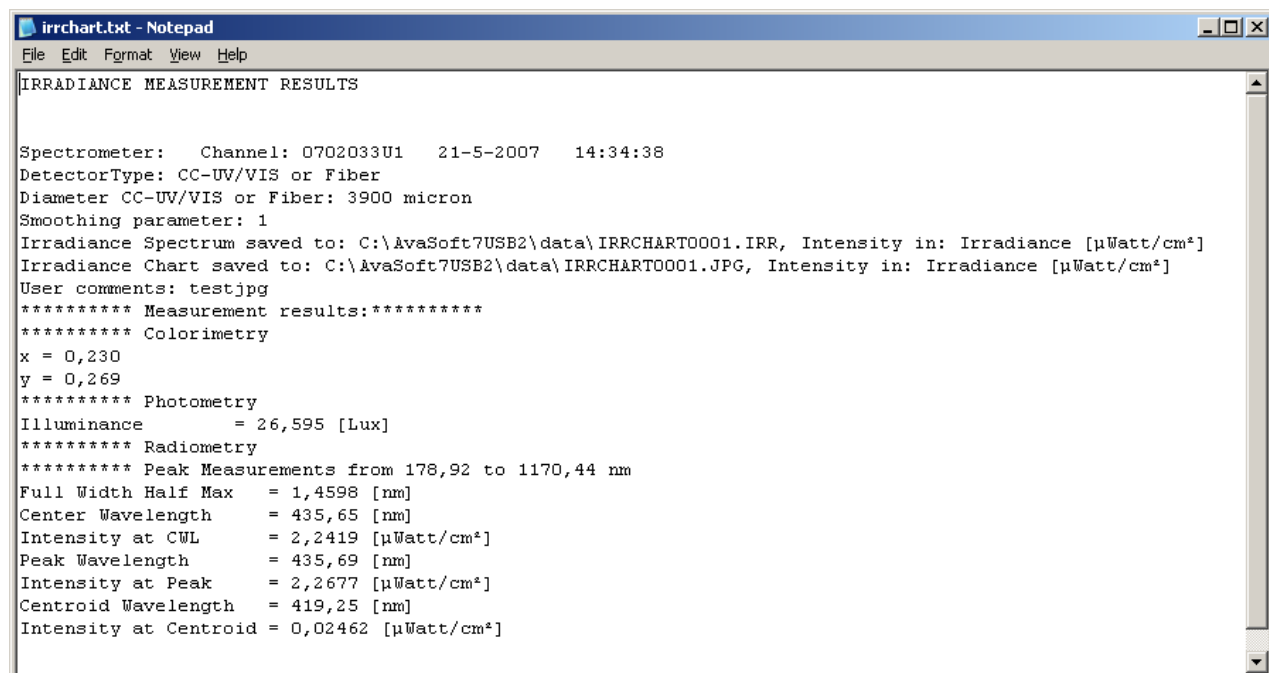 irrchart.txt - Notepad
File Edit Format View Help
IRRADIANCE MEASUREMENT RESULTS
Spectrometer:   Channel: 0702033U1   21-5-2007   14:34:38
DetectorType: CC-UV/VIS or Fiber
Diameter CC-UV/VIS or Fiber: 3900 micron
Smoothing parameter: 1
Irradiance Spectrum saved to: C:\AvaSoft7USB2\data\IRRCHART0001.IRR, Intensity in: Irradiance [µWatt/cm²]
Irradiance Chart saved to: C:\AvaSoft7USB2\data\IRRCHART0001.JPG, Intensity in: Irradiance [µWatt/cm²]
User comments: testjpg
********** Measurement results:**********
********** Colorimetry
x = 0,230
y = 0,269
********** Photometry
Illuminance         = 26,595 [Lux]
********** Radiometry
********** Peak Measurements from 178,92 to 1170,44 nm
Full Width Half Max   = 1,4598 [nm]
Center Wavelength     = 435,65 [nm]
Intensity at CWL      = 2,2419 [µWatt/cm²]
Peak Wavelength       = 435,69 [nm]
Intensity at Peak     = 2,2677 [µWatt/cm²]
Centroid Wavelength   = 419,25 [nm]
Intensity at Centroid = 0,02462 [µWatt/cm²]